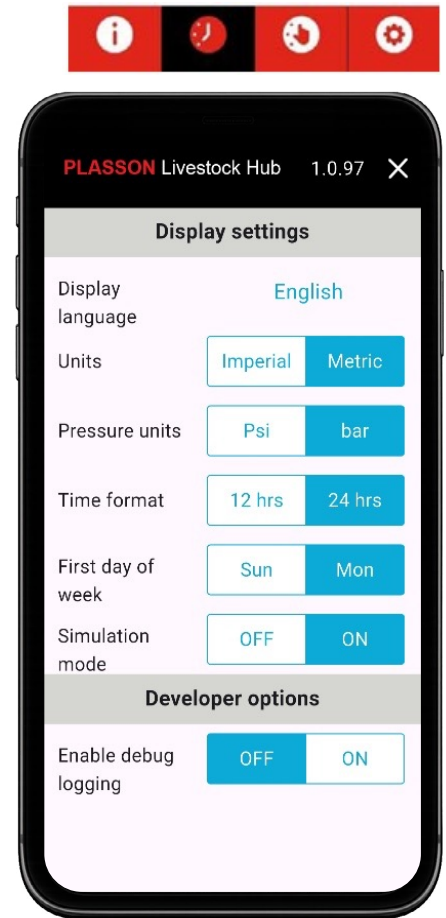 PLASSON Livestock Hub 1.0.97
Display settings
Display
language
English
Units
Imperial
Metric
Pressure units
Psi
bar
Time format
12 hrs
24 hrs
First day of
week
Sun
Mon
Simulation
mode
OFF
ON
Developer options
Enable debug
logging
OFF
ON